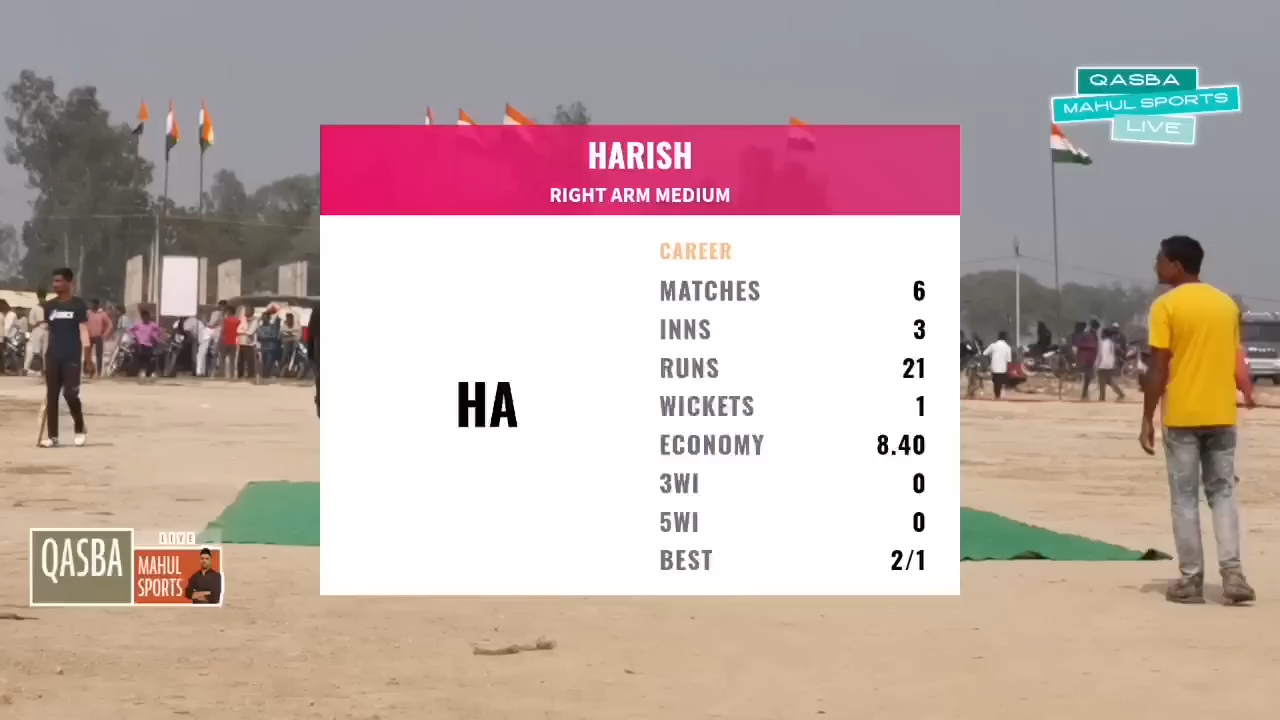 QASBA
MAHUL SPORTS
LIVE
HARISH
RIGHT ARM MEDIUM
HA
CAREER
MATCHES 6
INNS 3
RUNS 21
WICKETS 1
ECONOMY 8.40
3WI 0
5WI 0
BEST 2/1
LIVE
QASBA
MAHUL
SPORTS